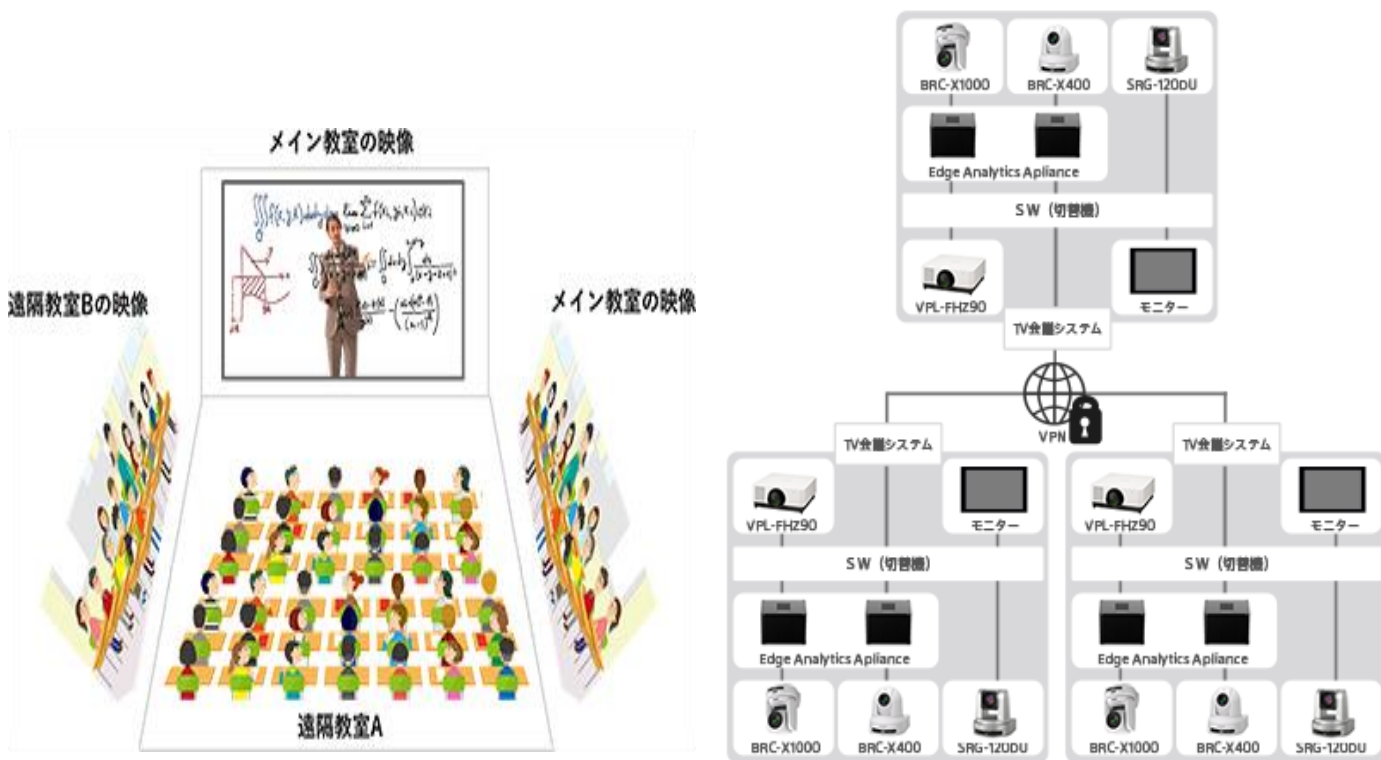 メイン教室の映像
遠隔教室Bの映像
メイン教室の映像
遠隔教室A
BRC-X1000
BRC-X400
SRG-120DU
Edge Analytics Apliance
SW（切替機）
VPL-FHZ90
モニター
TV会議システム
VPN
TV会議システム
TV会議システム
VPL-FHZ90
モニター
VPL-FHZ90
モニター
SW（切替機）
SW（切替機）
Edge Analytics Apliance
Edge Analytics Apliance
BRC-X1000
BRC-X400
SRG-120DU
BRC-X1000
BRC-X400
SRG-120DU